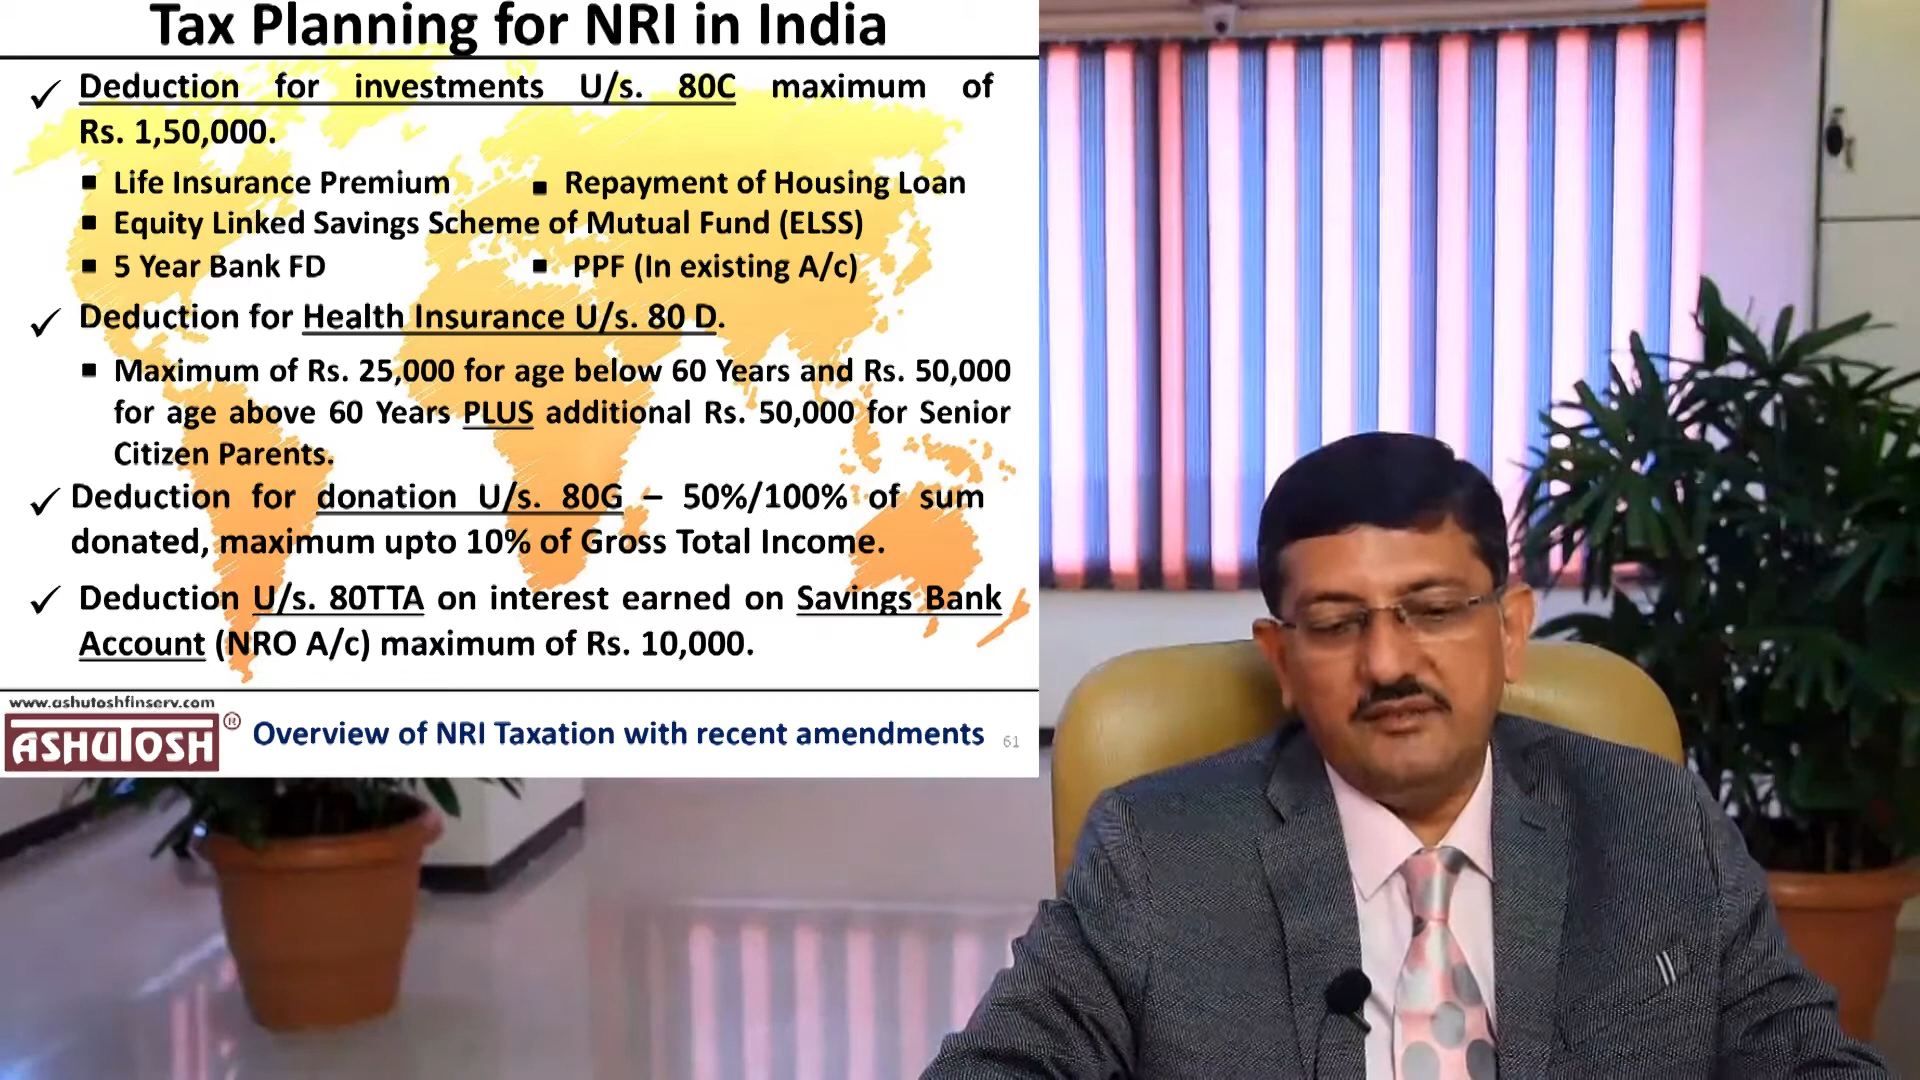 Tax Planning for NRI in India
✓ Deduction for investments U/s. 80C maximum of
Rs. 1,50,000.
▪ Life Insurance Premium ▪ Repayment of Housing Loan
▪ Equity Linked Savings Scheme of Mutual Fund (ELSS)
▪ 5 Year Bank FD ▪ PPF (In existing A/c)
✓ Deduction for Health Insurance U/s. 80 D.
▪ Maximum of Rs. 25,000 for age below 60 Years and Rs. 50,000
for age above 60 Years PLUS additional Rs. 50,000 for Senior
Citizen Parents.
✓ Deduction for donation U/s. 80G – 50%/100% of sum
donated, maximum upto 10% of Gross Total Income.
✓ Deduction U/s. 80TTA on interest earned on Savings Bank
Account (NRO A/c) maximum of Rs. 10,000.
www.ashutoshfinserv.com
ASHUTOSH ® Overview of NRI Taxation with recent amendments 61